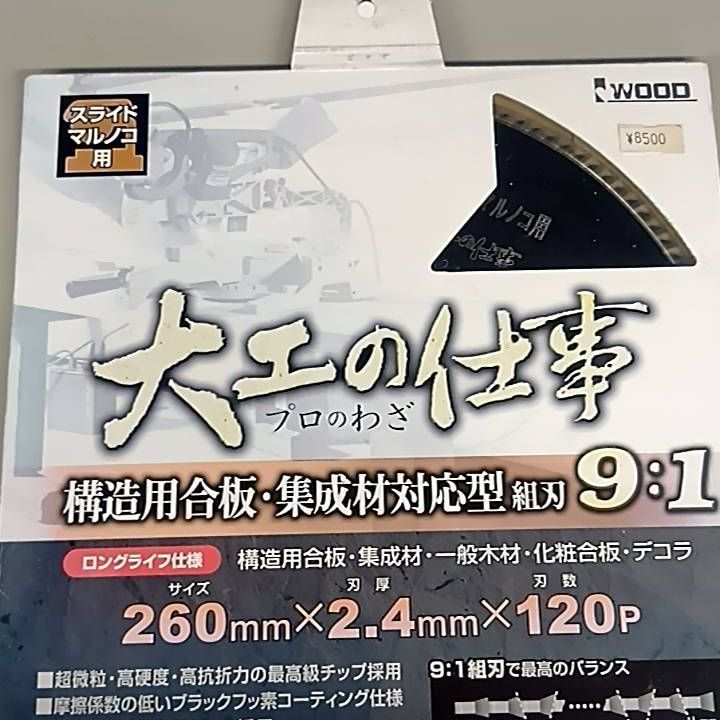 スライド
マルノコ
用
WOOD
¥8500
ルノコ用
の仕事
大工の仕事
プロのわざ
構造用合板・集成材対応型組刃 9:1
ロングライフ仕様 構造用合板・集成材・一般木材・化粧合板・デコラ
サイズ 刃厚 刃数
260mm×2.4mm×120P
■超微粒・高硬度・高抗折力の最高級チップ採用
■摩擦係数の低いブラックフッ素コーティング仕様
9:1組刃で最高のバランス